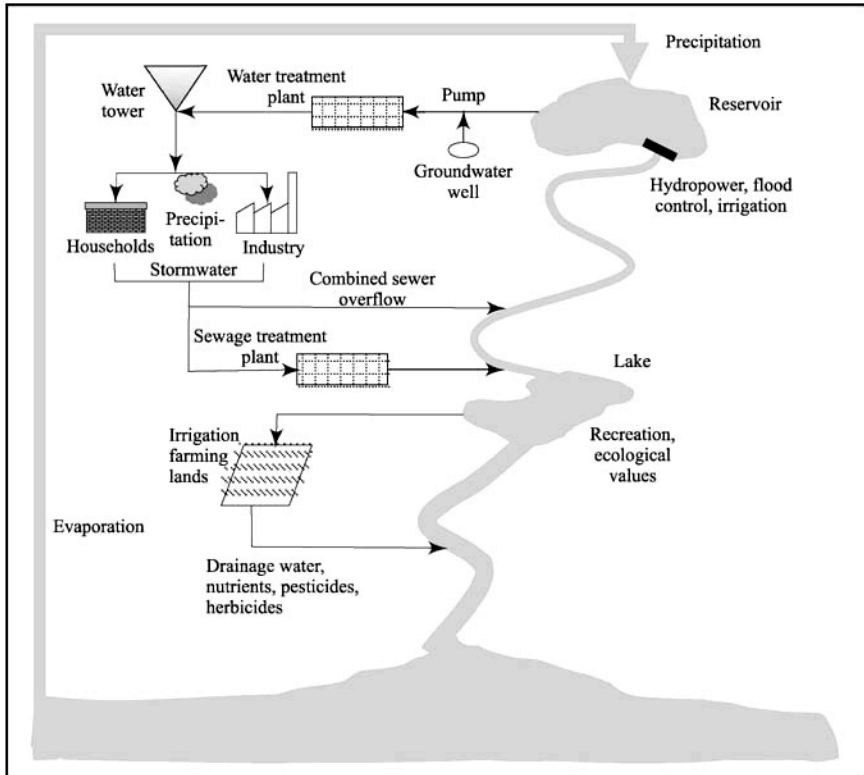 Precipitation
Water treatment
plant
Water
tower
Pump
Reservoir
Groundwater
well
Hydropower, flood
control, irrigation
Precipi-
tation
Households
Industry
Stormwater
Combined sewer
overflow
Sewage treatment
plant
Lake
Irrigation
farming
lands
Recreation,
ecological
values
Evaporation
Drainage water,
nutrients, pesticides,
herbicides